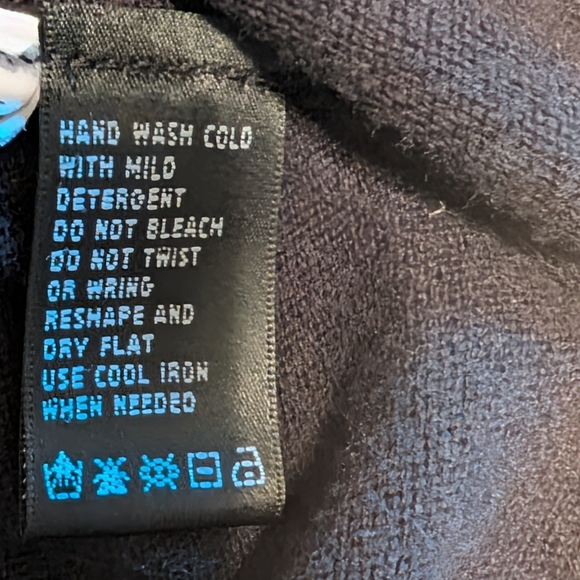 HAND WASH COLD
WITH MILD
DETERGENT
DO NOT BLEACH
DO NOT TWIST
OR WRING
RESHAPE AND
DRY FLAT
USE COOL IRON
WHEN NEEDED